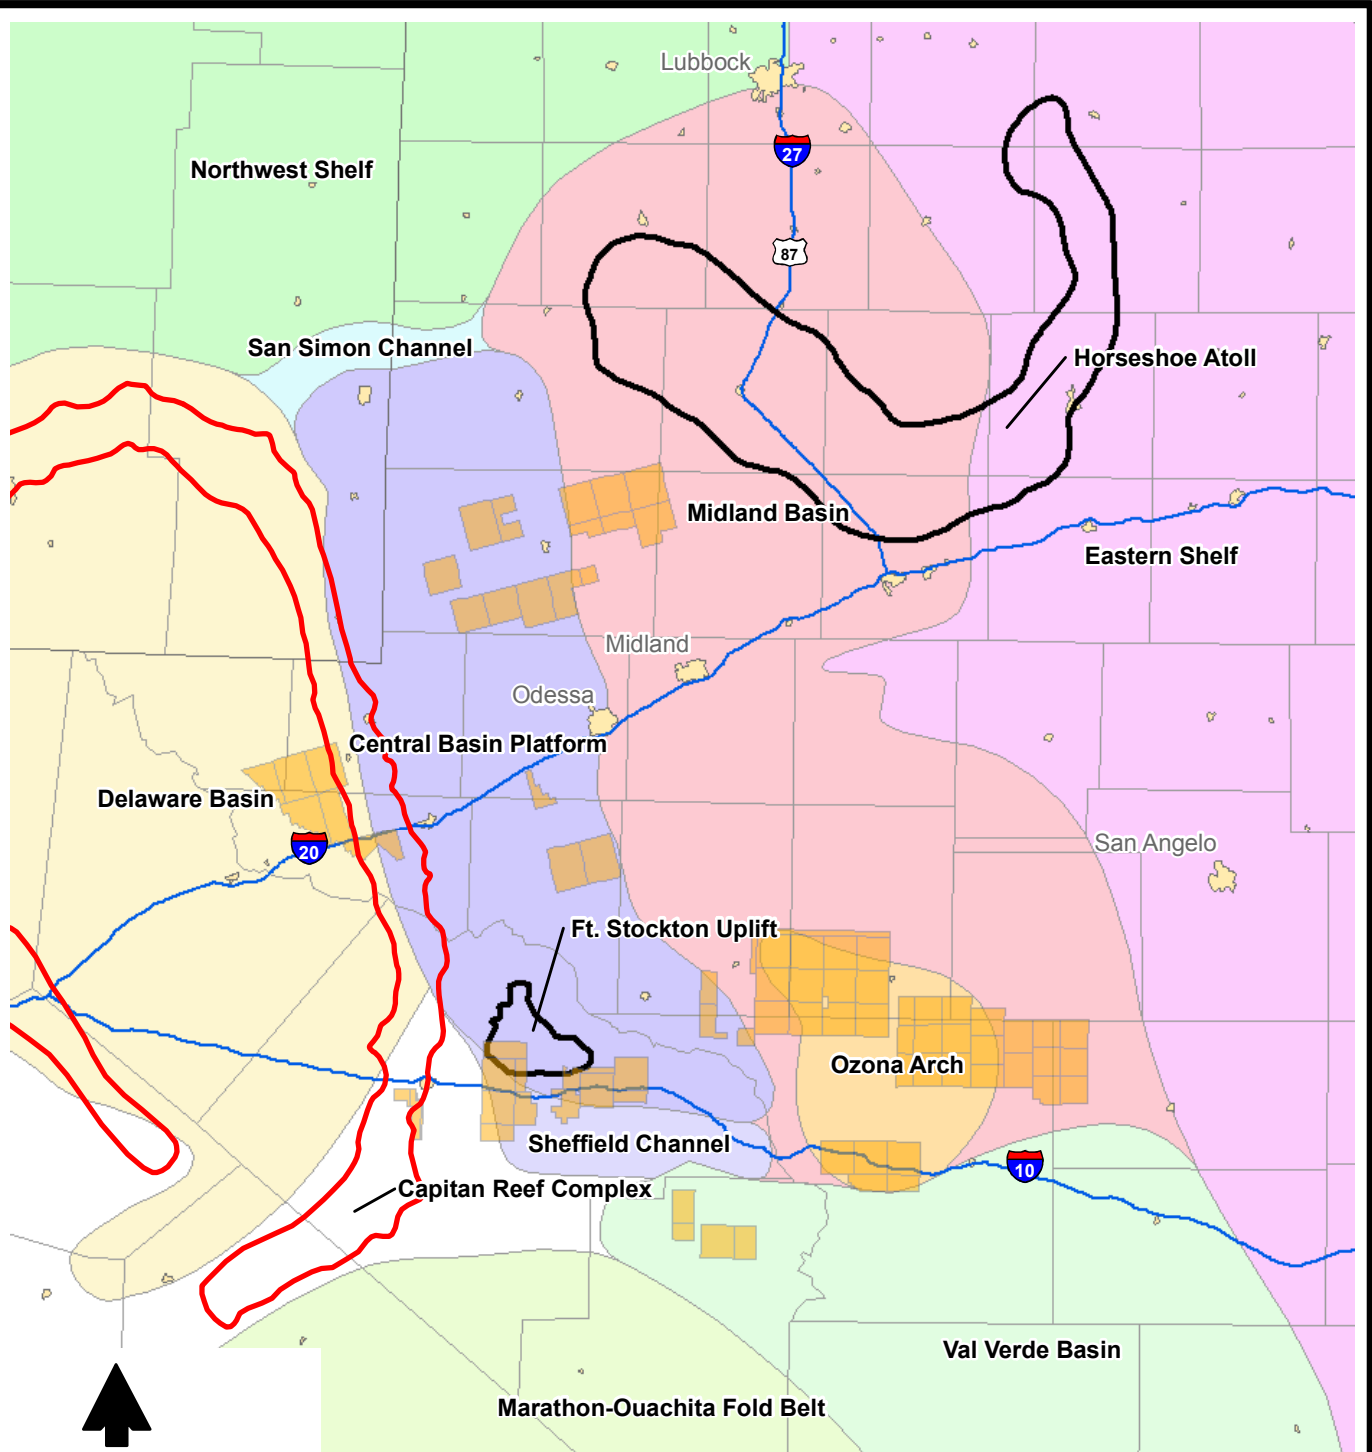 Lubbock
27
Northwest Shelf
87
San Simon Channel
Horseshoe Atoll
Midland Basin
Eastern Shelf
Midland
Odessa
Central Basin Platform
Delaware Basin
20
San Angelo
Ft. Stockton Uplift
Ozona Arch
Sheffield Channel
10
Capitan Reef Complex
Val Verde Basin
Marathon-Ouachita Fold Belt